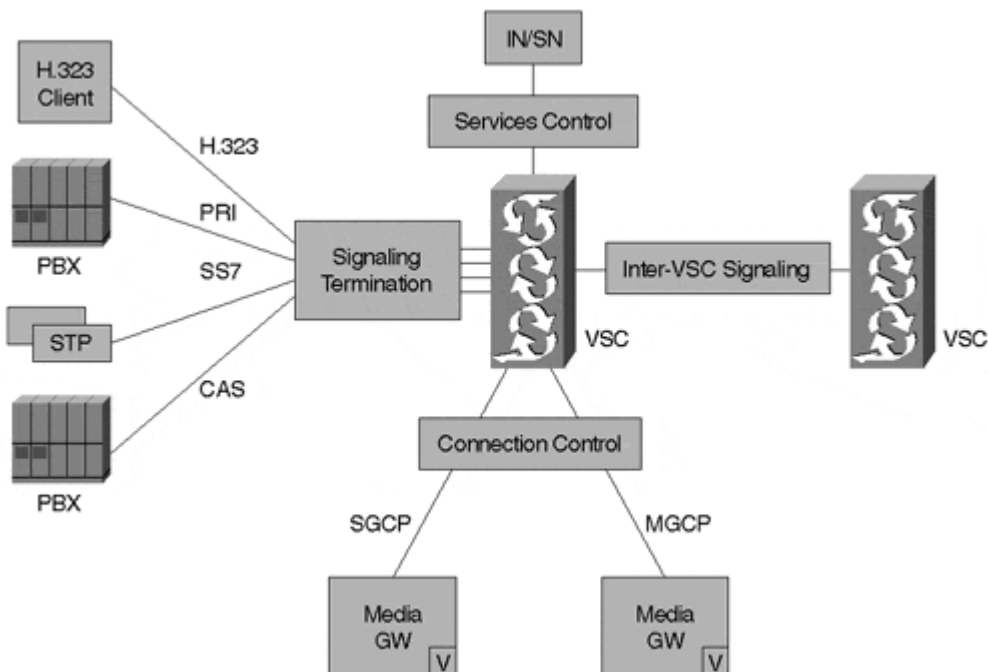 IN/SN
H.323
Client
Services Control
H.323
PRI
PBX
SS7
Signaling
Termination
Inter-VSC Signaling
STP
VSC
VSC
CAS
Connection Control
PBX
SGCP
MGCP
Media
GW
V
Media
GW
V